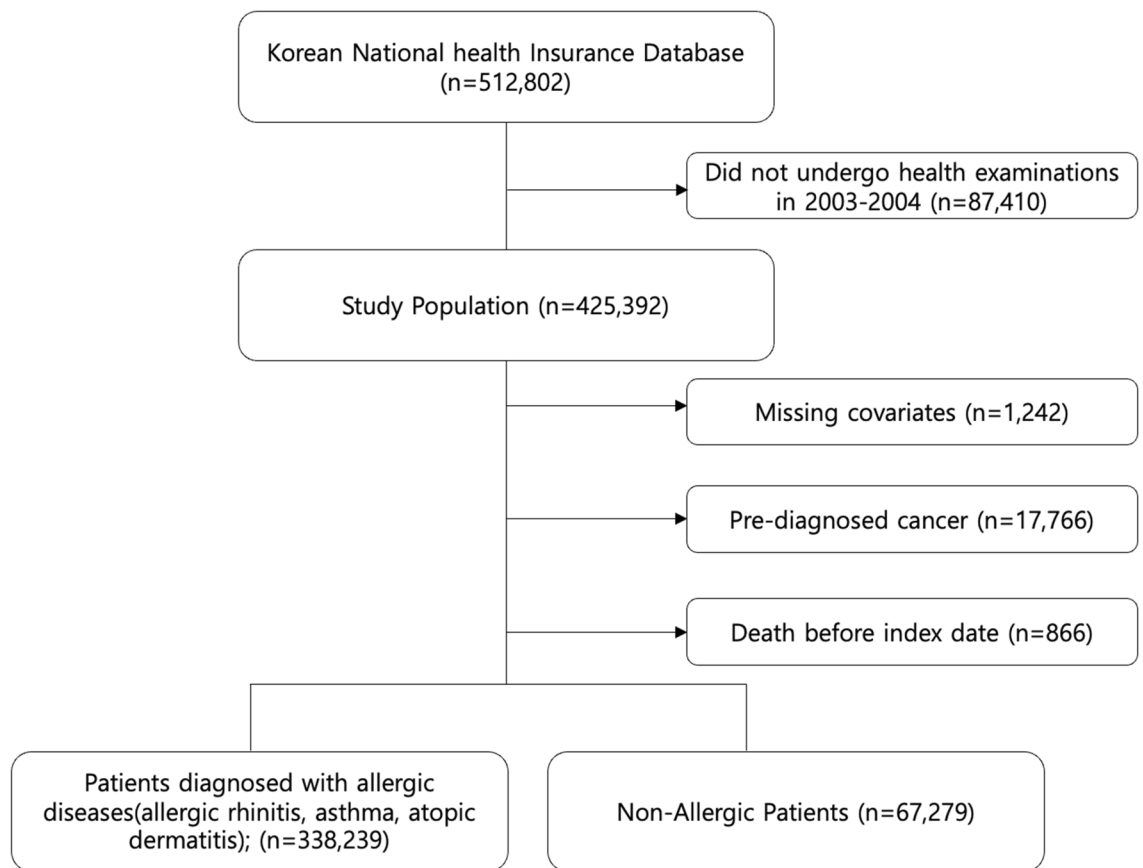 Korean National health Insurance Database
(n=512,802)
Did not undergo health examinations
in 2003-2004 (n=87,410)
Study Population (n=425,392)
Missing covariates (n=1,242)
Pre-diagnosed cancer (n=17,766)
Death before index date (n=866)
Patients diagnosed with allergic
diseases(allergic rhinitis, asthma, atopic
dermatitis); (n=338,239)
Non-Allergic Patients (n=67,279)